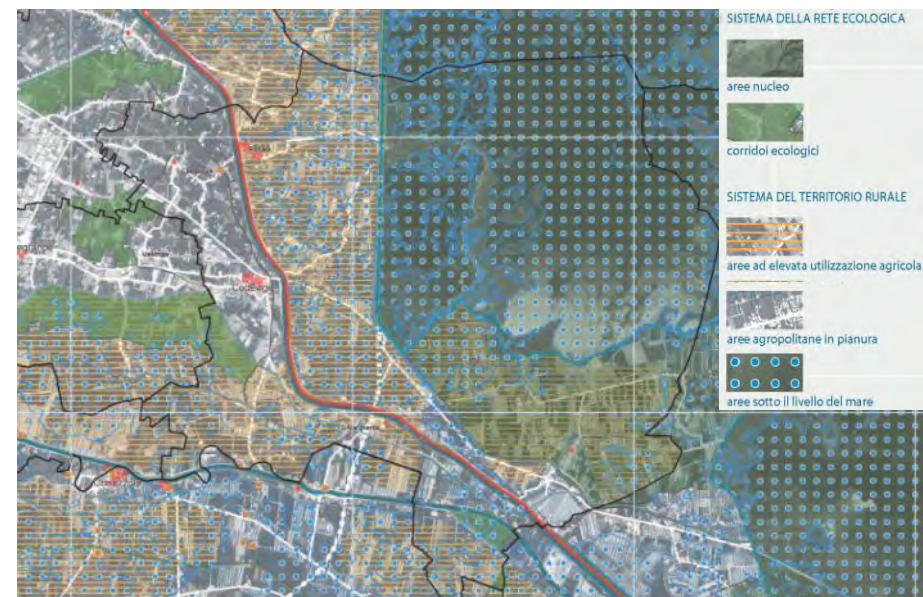 SISTEMA DELLA RETE ECOLOGICA
aree nucleo
corridoi ecologici
SISTEMA DEL TERRITORIO RURALE
aree ad elevata utilizzazione agricola
aree agropolitane in pianura
aree sotto il livello del mare